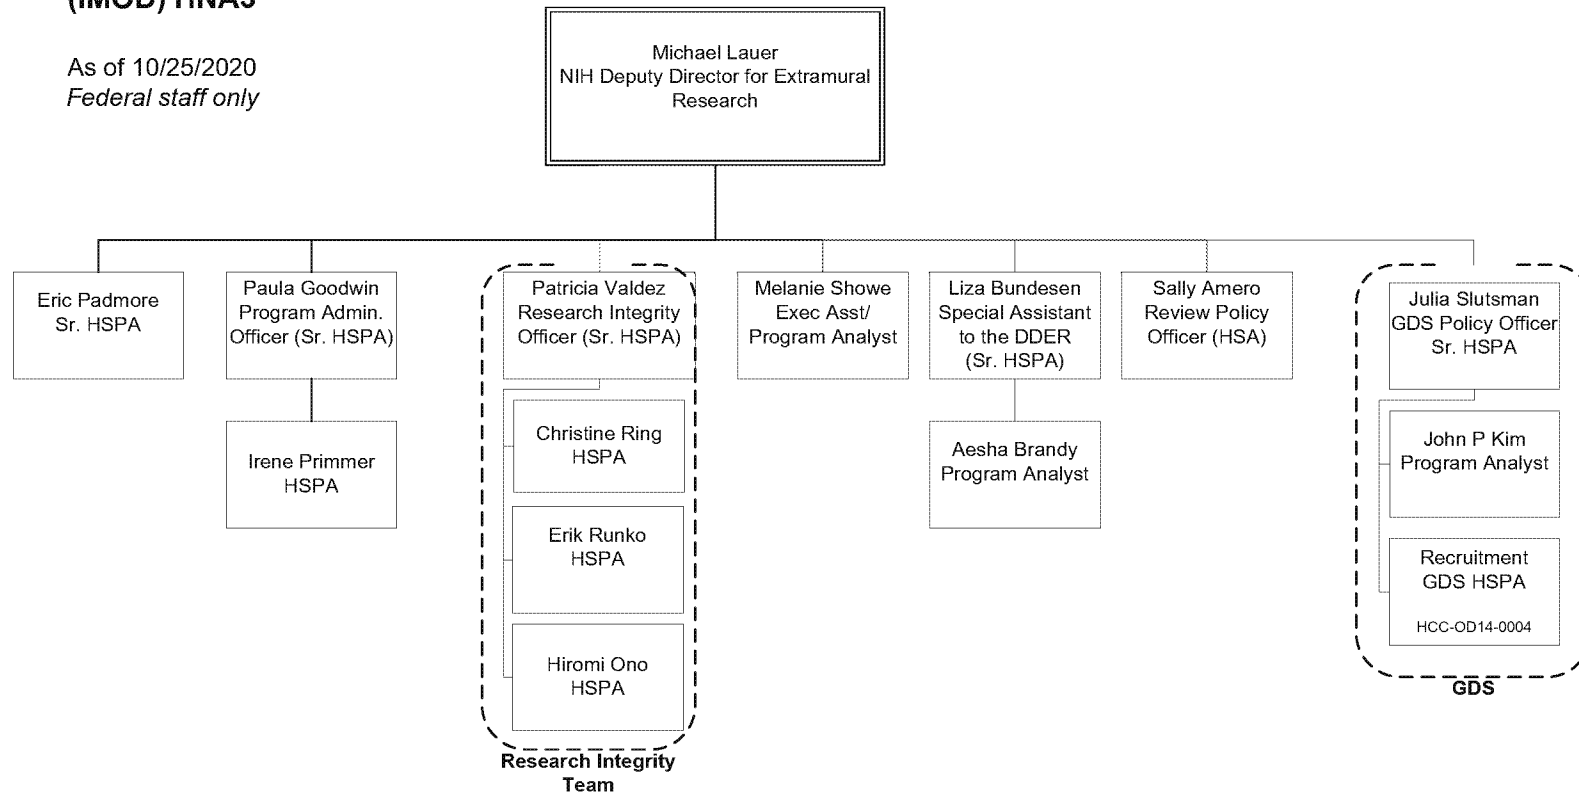 (IMOD) HNA3
As of 10/25/2020
Federal staff only
Michael Lauer
NIH Deputy Director for Extramural
Research
Eric Padmore
Sr. HSPA
Paula Goodwin
Program Admin.
Officer (Sr. HSPA)
Irene Primmer
HSPA
Patricia Valdez
Research Integrity
Officer (Sr. HSPA)
Christine Ring
HSPA
Erik Runko
HSPA
Hiromi Ono
HSPA
Research Integrity
Team
Melanie Showe
Exec Asst/
Program Analyst
Liza Bundesen
Special Assistant
to the DDER
(Sr. HSPA)
Aesha Brandy
Program Analyst
Sally Amero
Review Policy
Officer (HSA)
Julia Slutsman
GDS Policy Officer
Sr. HSPA
John P Kim
Program Analyst
Recruitment
GDS HSPA
HCC-OD14-0004
GDS